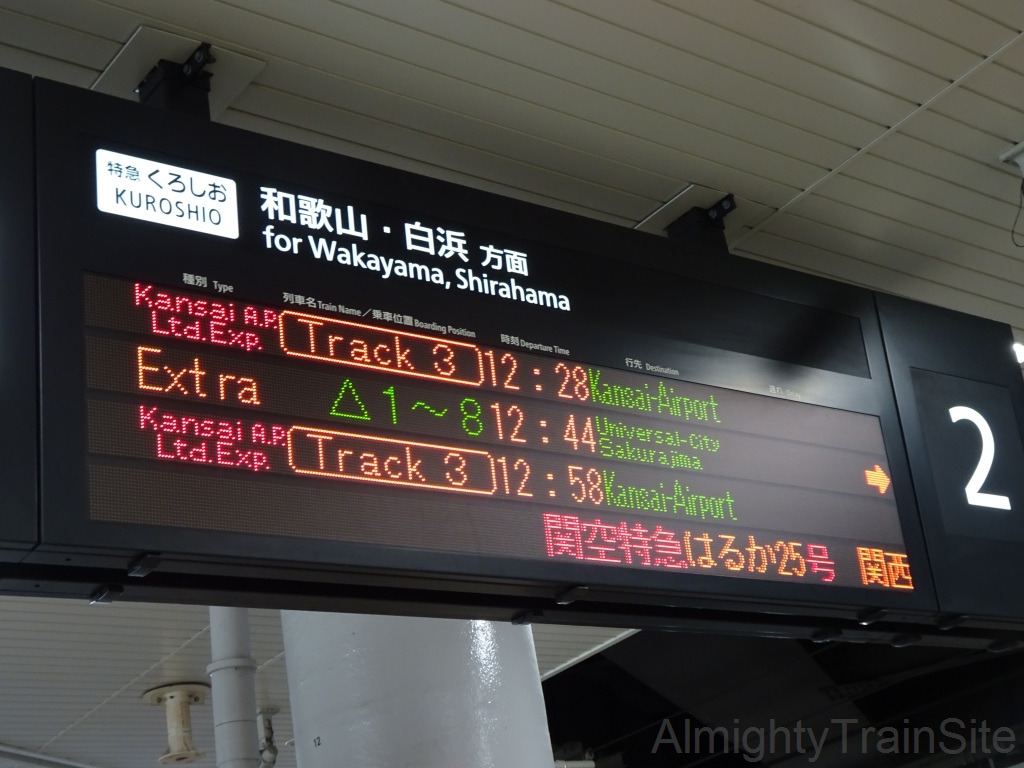 特急 くろしお
KUROSHIO
和歌山・白浜 方面
for Wakayama, Shirahama
種別 Type 列車名 Train Name／乗車位置 Boarding Position 時刻 Departure Time 行先 Destination
Kansai A.P. Ltd.Exp. Track 3 12:28 Kansai-Airport
Extra △1～8 12:44 Universal-City Sakurajima
Kansai A.P. Ltd.Exp. Track 3 12:58 Kansai-Airport
関空特急はるか25号 関西
2
12
AlmightyTrainSite